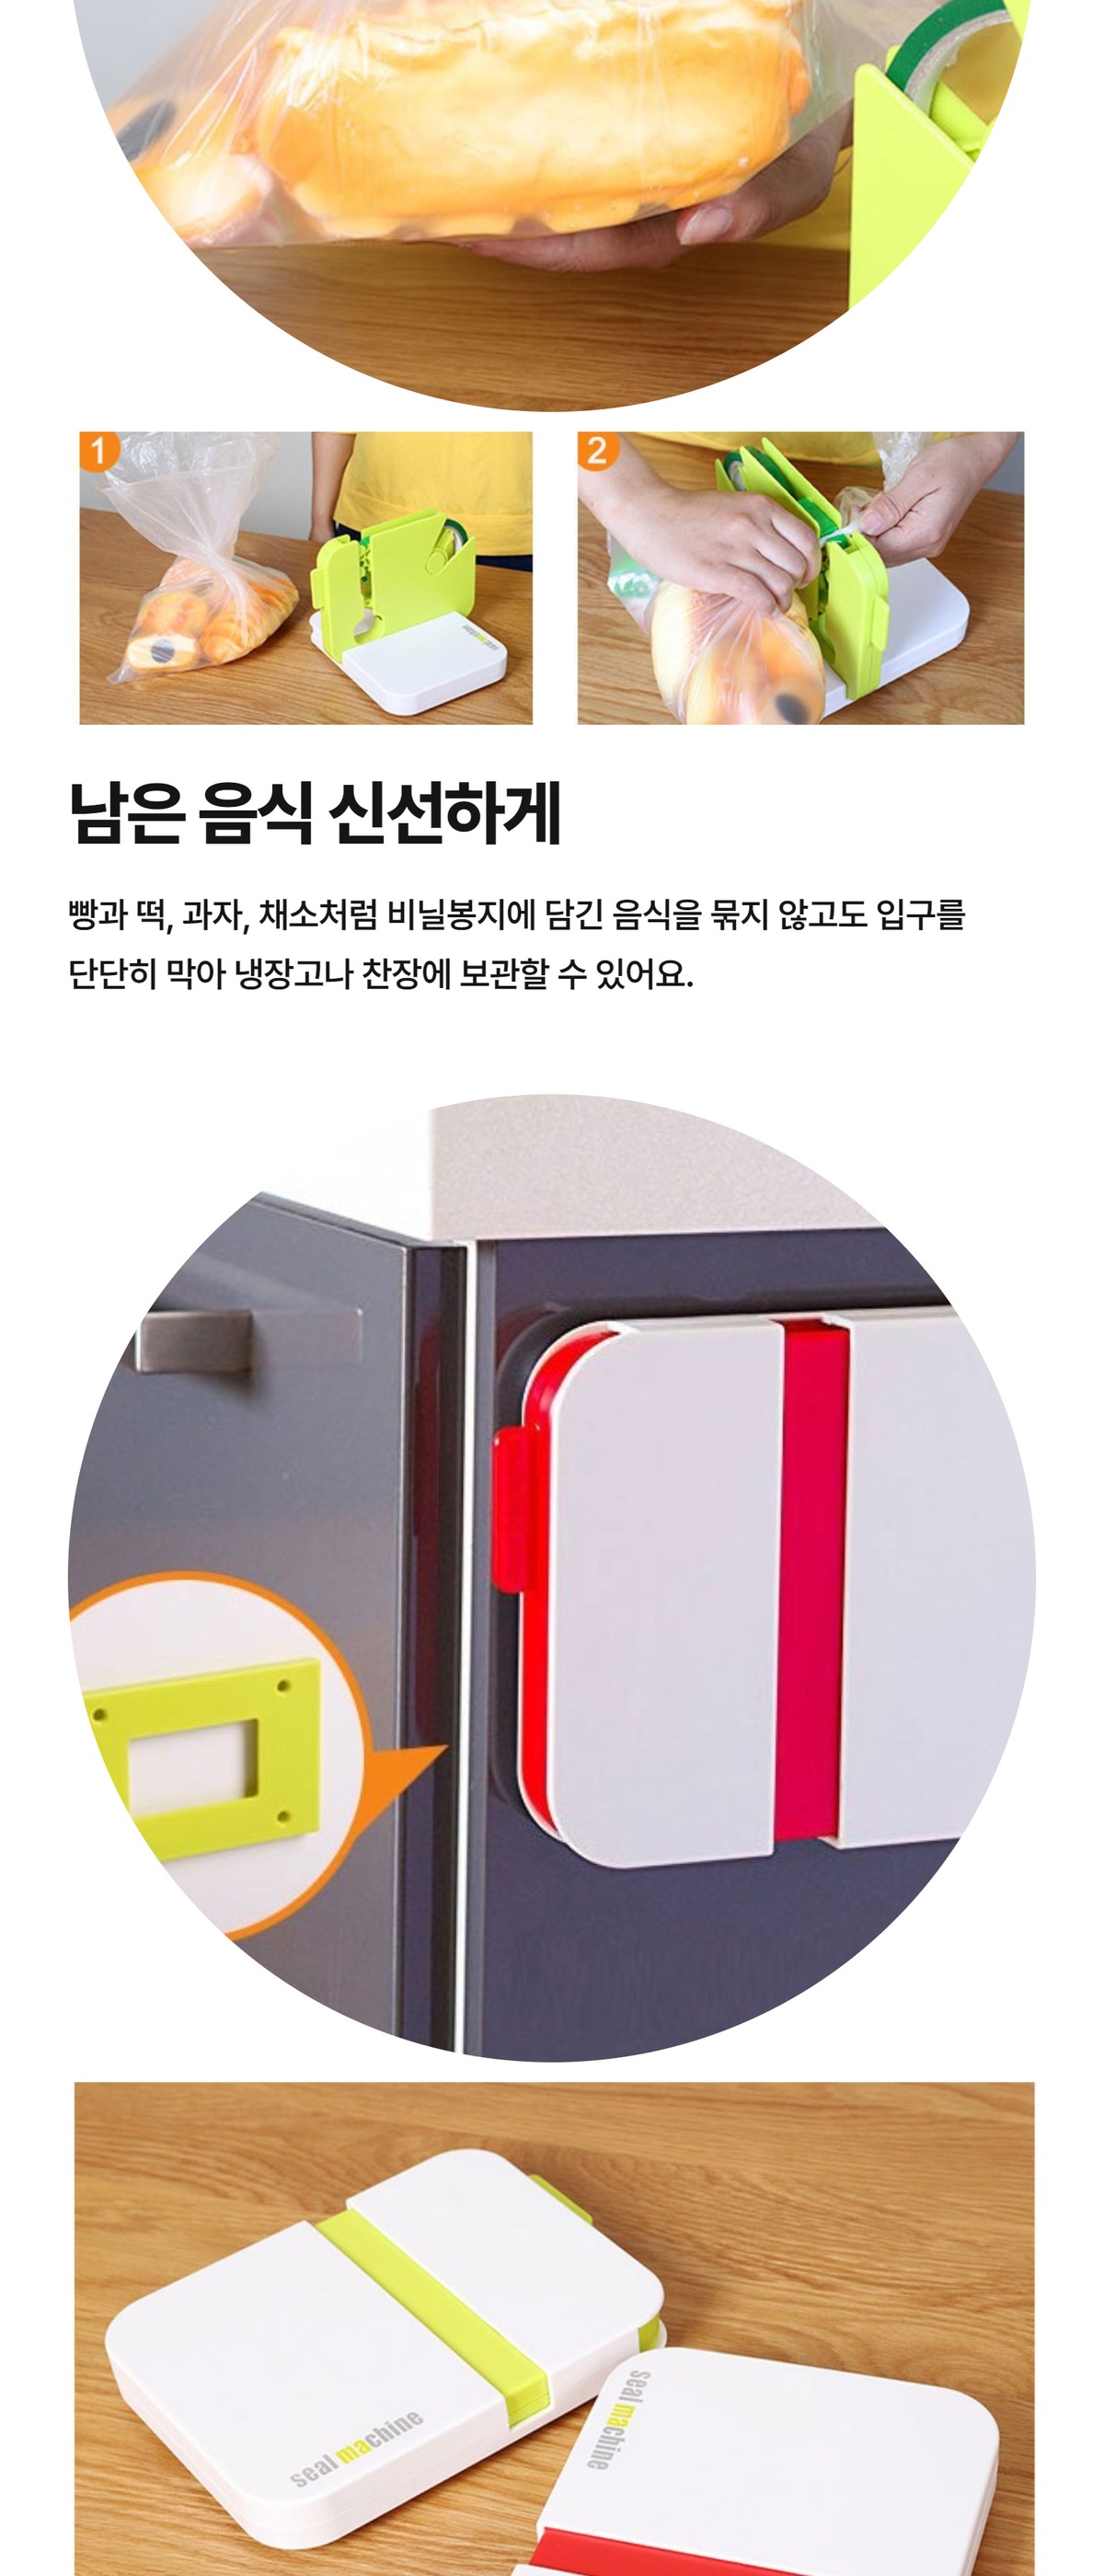 1
2
남은 음식 신선하게
빵과 떡, 과자, 채소처럼 비닐봉지에 담긴 음식을 묶지 않고도 입구를
단단히 막아 냉장고나 찬장에 보관할 수 있어요.
seal machine
seal machine